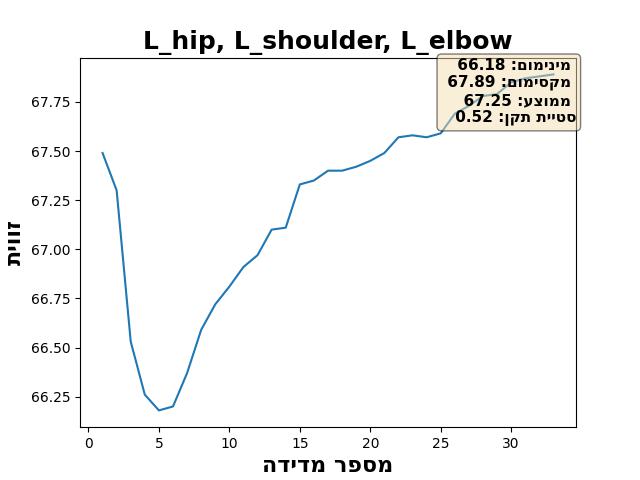 L_hip, L_shoulder, L_elbow
מינימום: 66.18
מקסימום: 67.89
ממוצע: 67.25
סטיית תקן: 0.52
67.75
67.50
67.25
67.00
66.75
66.50
66.25
זווית
0 5 10 15 20 25 30
מספר מדידה